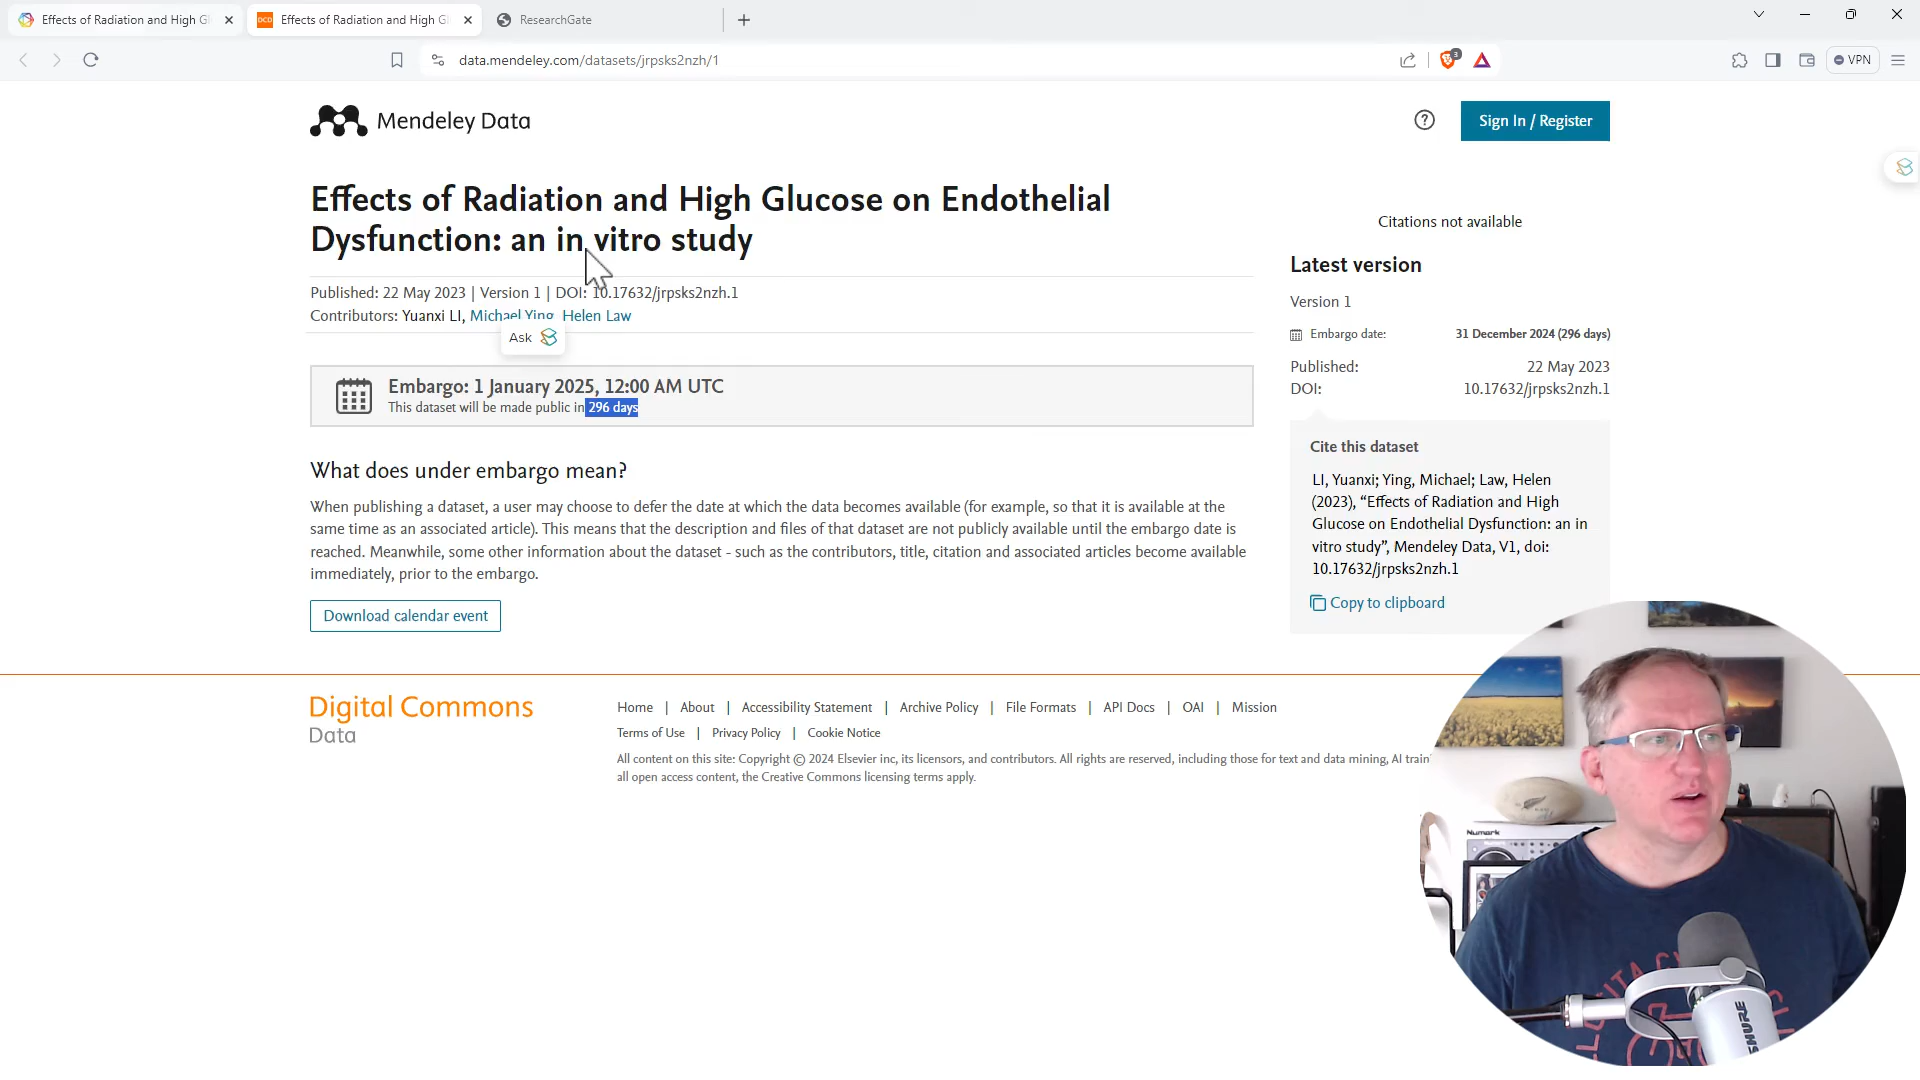 Effects of Radiation and High Gl
Effects of Radiation and High G
ResearchGate
data.mendeley.com/datasets/jrpsks2nzh/1
3
VPN
Mendeley Data
?
Sign In / Register
Effects of Radiation and High Glucose on Endothelial
Dysfunction: an in vitro study
Published: 22 May 2023 | Version 1 | DOI: 10.17632/jrpsks2nzh.1
Contributors: Yuanxi LI, Michael Ying, Helen Law
Ask
Embargo: 1 January 2025, 12:00 AM UTC
This dataset will be made public in 296 days
What does under embargo mean?
When publishing a dataset, a user may choose to defer the date at which the data becomes available (for example, so that it is available at the
same time as an associated article). This means that the description and files of that dataset are not publicly available until the embargo date is
reached. Meanwhile, some other information about the dataset - such as the contributors, title, citation and associated articles become available
immediately, prior to the embargo.
Download calendar event
Citations not available
Latest version
Version 1
Embargo date: 31 December 2024 (296 days)
Published: 22 May 2023
DOI: 10.17632/jrpsks2nzh.1
Cite this dataset
LI, Yuanxi; Ying, Michael; Law, Helen
(2023), “Effects of Radiation and High
Glucose on Endothelial Dysfunction: an in
vitro study”, Mendeley Data, V1, doi:
10.17632/jrpsks2nzh.1
Copy to clipboard
Digital Commons
Data
Home | About | Accessibility Statement | Archive Policy | File Formats | API Docs | OAI | Mission
Terms of Use | Privacy Policy | Cookie Notice
All content on this site: Copyright © 2024 Elsevier inc, its licensors, and contributors. All rights are reserved, including those for text and data mining, AI train
all open access content, the Creative Commons licensing terms apply.
Numark
SHURE